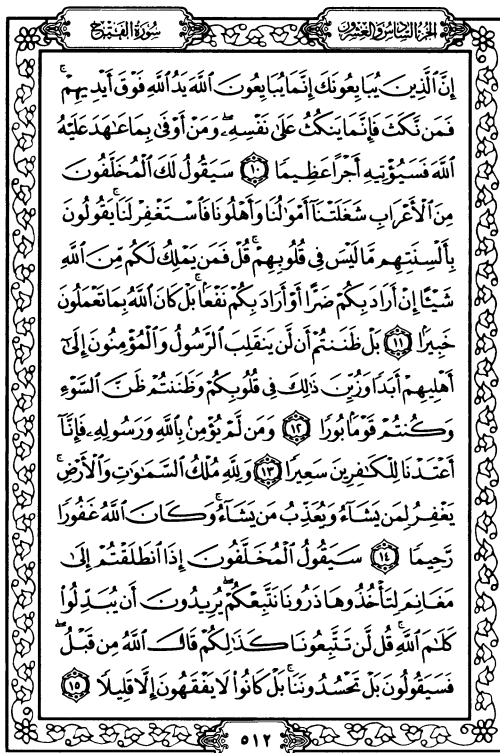 الجزء السادس والعشرون
سورة الفتح
إِنَّ ٱلَّذِينَ يُبَايِعُونَكَ إِنَّمَا يُبَايِعُونَ ٱللَّهَ يَدُ ٱللَّهِ فَوْقَ أَيْدِيهِمْ ۚ
فَمَن نَّكَثَ فَإِنَّمَا يَنكُثُ عَلَىٰ نَفْسِهِۦ ۖ وَمَنْ أَوْفَىٰ بِمَا عَـٰهَدَ عَلَيْهُ
ٱللَّهَ فَسَيُؤْتِيهِ أَجْرًا عَظِيمًا ١٠ سَيَقُولُ لَكَ ٱلْمُخَلَّفُونَ
مِنَ ٱلْأَعْرَابِ شَغَلَتْنَآ أَمْوَٰلُنَا وَأَهْلُونَا فَٱسْتَغْفِرْ لَنَا ۚ يَقُولُونَ
بِأَلْسِنَتِهِم مَّا لَيْسَ فِى قُلُوبِهِمْ ۚ قُلْ فَمَن يَمْلِكُ لَكُم مِّنَ ٱللَّهِ
شَيْـًٔا إِنْ أَرَادَ بِكُمْ ضَرًّا أَوْ أَرَادَ بِكُمْ نَفْعًۢا ۚ بَلْ كَانَ ٱللَّهُ بِمَا تَعْمَلُونَ
خَبِيرًۢا ١١ بَلْ ظَنَنتُمْ أَن لَّن يَنقَلِبَ ٱلرَّسُولُ وَٱلْمُؤْمِنُونَ إِلَىٰٓ
أَهْلِيهِمْ أَبَدًا وَزُيِّنَ ذَٰلِكَ فِى قُلُوبِكُمْ وَظَنَنتُمْ ظَنَّ ٱلسَّوْءِ
وَكُنتُمْ قَوْمًۢا بُورًا ١٢ وَمَن لَّمْ يُؤْمِنۢ بِٱللَّهِ وَرَسُولِهِۦ فَإِنَّآ
أَعْتَدْنَا لِلْكَـٰفِرِينَ سَعِيرًا ١٣ وَلِلَّهِ مُلْكُ ٱلسَّمَـٰوَٰتِ وَٱلْأَرْضِ ۚ
يَغْفِرُ لِمَن يَشَآءُ وَيُعَذِّبُ مَن يَشَآءُ ۚ وَكَانَ ٱللَّهُ غَفُورًا
رَّحِيمًا ١٤ سَيَقُولُ ٱلْمُخَلَّفُونَ إِذَا ٱنطَلَقْتُمْ إِلَىٰ
مَغَانِمَ لِتَأْخُذُوهَا ذَرُونَا نَتَّبِعْكُمْ ۖ يُرِيدُونَ أَن يُبَدِّلُوا۟
كَلَـٰمَ ٱللَّهِ ۚ قُل لَّن تَتَّبِعُونَا كَذَٰلِكُمْ قَالَ ٱللَّهُ مِن قَبْلُ ۖ
فَسَيَقُولُونَ بَلْ تَحْسُدُونَنَا ۚ بَلْ كَانُوا۟ لَا يَفْقَهُونَ إِلَّا قَلِيلًا ١٥
٥١٢